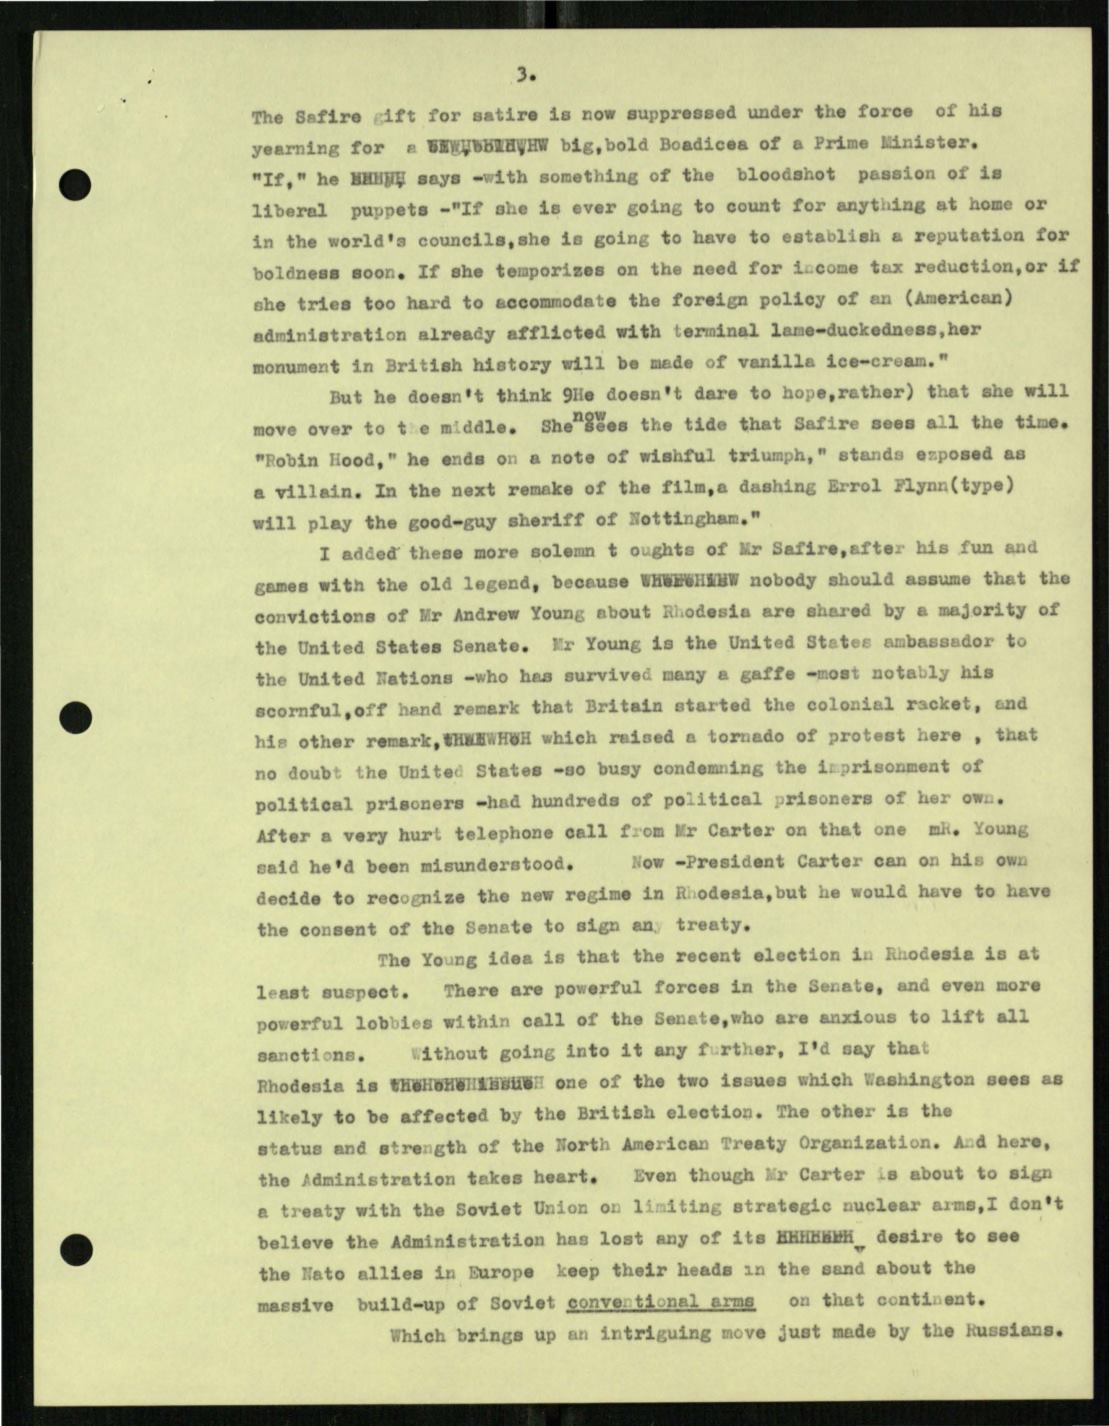 3.
The Safire gift for satire is now suppressed under the force of his
yearning for a big,bold Boadicea of a Prime Minister.
"If," he says -with something of the bloodshot passion of is
liberal puppets -"If she is ever going to count for anything at home or
in the world's councils,she is going to have to establish a reputation for
boldness soon. If she temporizes on the need for income tax reduction,or if
she tries too hard to accommodate the foreign policy of an (American)
administration already afflicted with terminal lame-duckedness,her
monument in British history will be made of vanilla ice-cream."
But he doesn't think 9He doesn't dare to hope,rather) that she will
move over to t e middle. She now sees the tide that Safire sees all the time.
"Robin Hood," he ends on a note of wishful triumph," stands ezposed as
a villain. In the next remake of the film,a dashing Errol Flynn(type)
will play the good-guy sheriff of Nottingham."
I added these more solemn t oughts of Mr Safire,after his fun and
games with the old legend, because nobody should assume that the
convictions of Mr Andrew Young about Rhodesia are shared by a majority of
the United States Senate. Mr Young is the United States ambassador to
the United Nations -who has survived many a gaffe -most notably his
scornful,off hand remark that Britain started the colonial racket, and
his other remark, which raised a tornado of protest here , that
no doubt the United States -so busy condemning the imprisonment of
political prisoners -had hundreds of political prisoners of her own.
After a very hurt telephone call from Mr Carter on that one mR. Young
said he'd been misunderstood. Now -President Carter can on his own
decide to recognize the new regime in Rhodesia,but he would have to have
the consent of the Senate to sign any treaty.
The Young idea is that the recent election in Rhodesia is at
least suspect. There are powerful forces in the Senate, and even more
powerful lobbies within call of the Senate,who are anxious to lift all
sanctions. Without going into it any further, I'd say that
Rhodesia is one of the two issues which Washington sees as
likely to be affected by the British election. The other is the
status and strength of the North American Treaty Organization. And here,
the Administration takes heart. Even though Mr Carter is about to sign
a treaty with the Soviet Union on limiting strategic nuclear arms,I don't
believe the Administration has lost any of its desire to see
the Nato allies in Europe keep their heads in the sand about the
massive build-up of Soviet conventional arms on that continent.
Which brings up an intriguing move just made by the Russians.